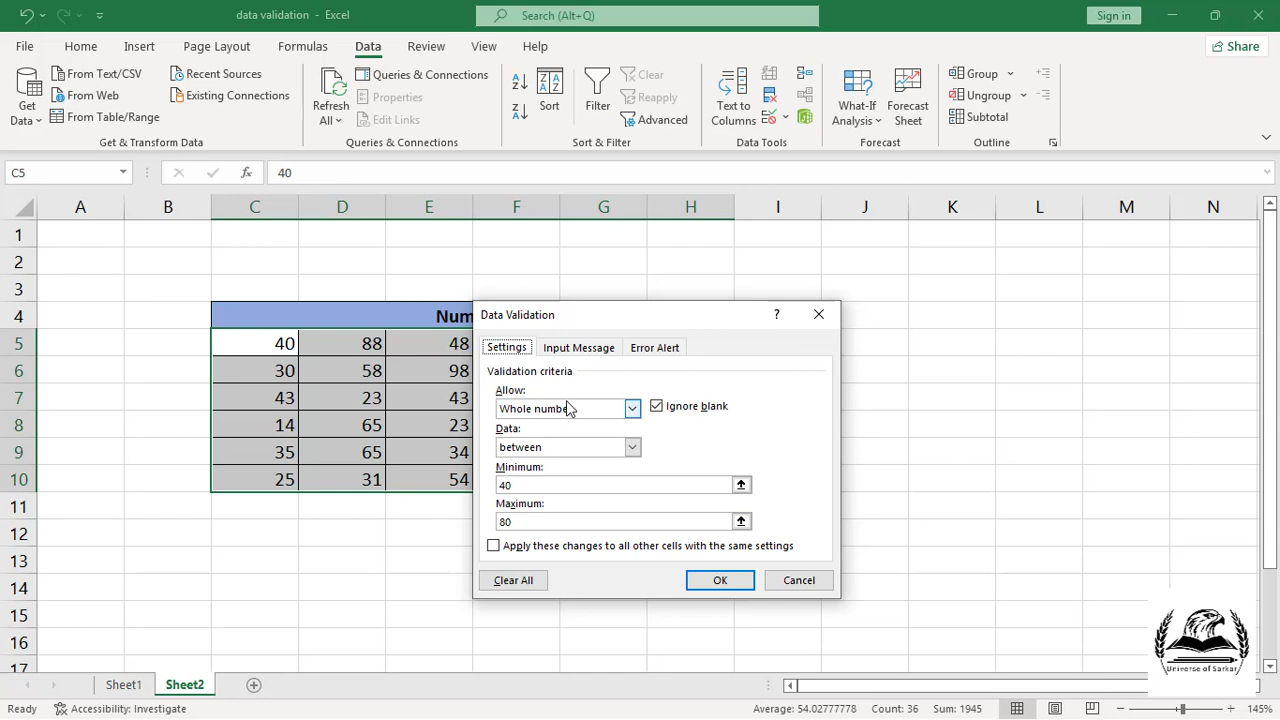 data validation - Excel
Search (Alt+Q)
Sign in
File Home Insert Page Layout Formulas Data Review View Help
Share
Get Data
From Text/CSV
From Web
From Table/Range
Recent Sources
Existing Connections
Get & Transform Data
Refresh All
Queries & Connections
Properties
Edit Links
Queries & Connections
Sort
Filter
Clear
Reapply
Advanced
Sort & Filter
Text to Columns
Data Tools
What-If Analysis
Forecast Sheet
Forecast
Group
Ungroup
Subtotal
Outline
C5
fx
40
A B C D E F G H I J K L M N
1
2
3
4 Num
5 40 88 48
6 30 58 98
7 43 23 43
8 14 65 23
9 35 65 34
10 25 31 54
11
12
13
14
15
16
17
Data Validation ?
Settings Input Message Error Alert
Validation criteria
Allow:
Whole numbe
Ignore blank
Data:
between
Minimum:
40
Maximum:
80
Apply these changes to all other cells with the same settings
Clear All OK Cancel
Universe of Sarkar
Sheet1 Sheet2
Ready Accessibility: Investigate Average: 54.02777778 Count: 36 Sum: 1945 145%